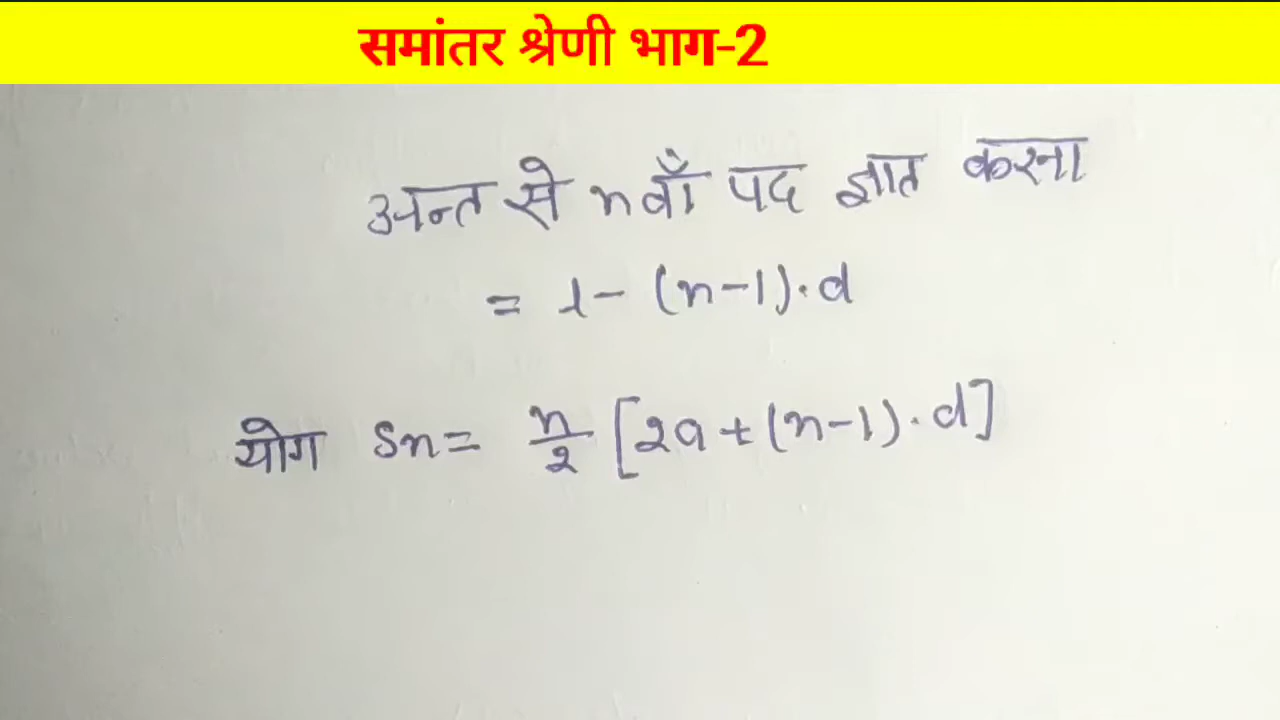 समांतर श्रेणी भाग-2
अन्त से nवाँ पद ज्ञात करना
= l - (n-1)·d
योग Sn = n/2 [2a + (n-1)·d]